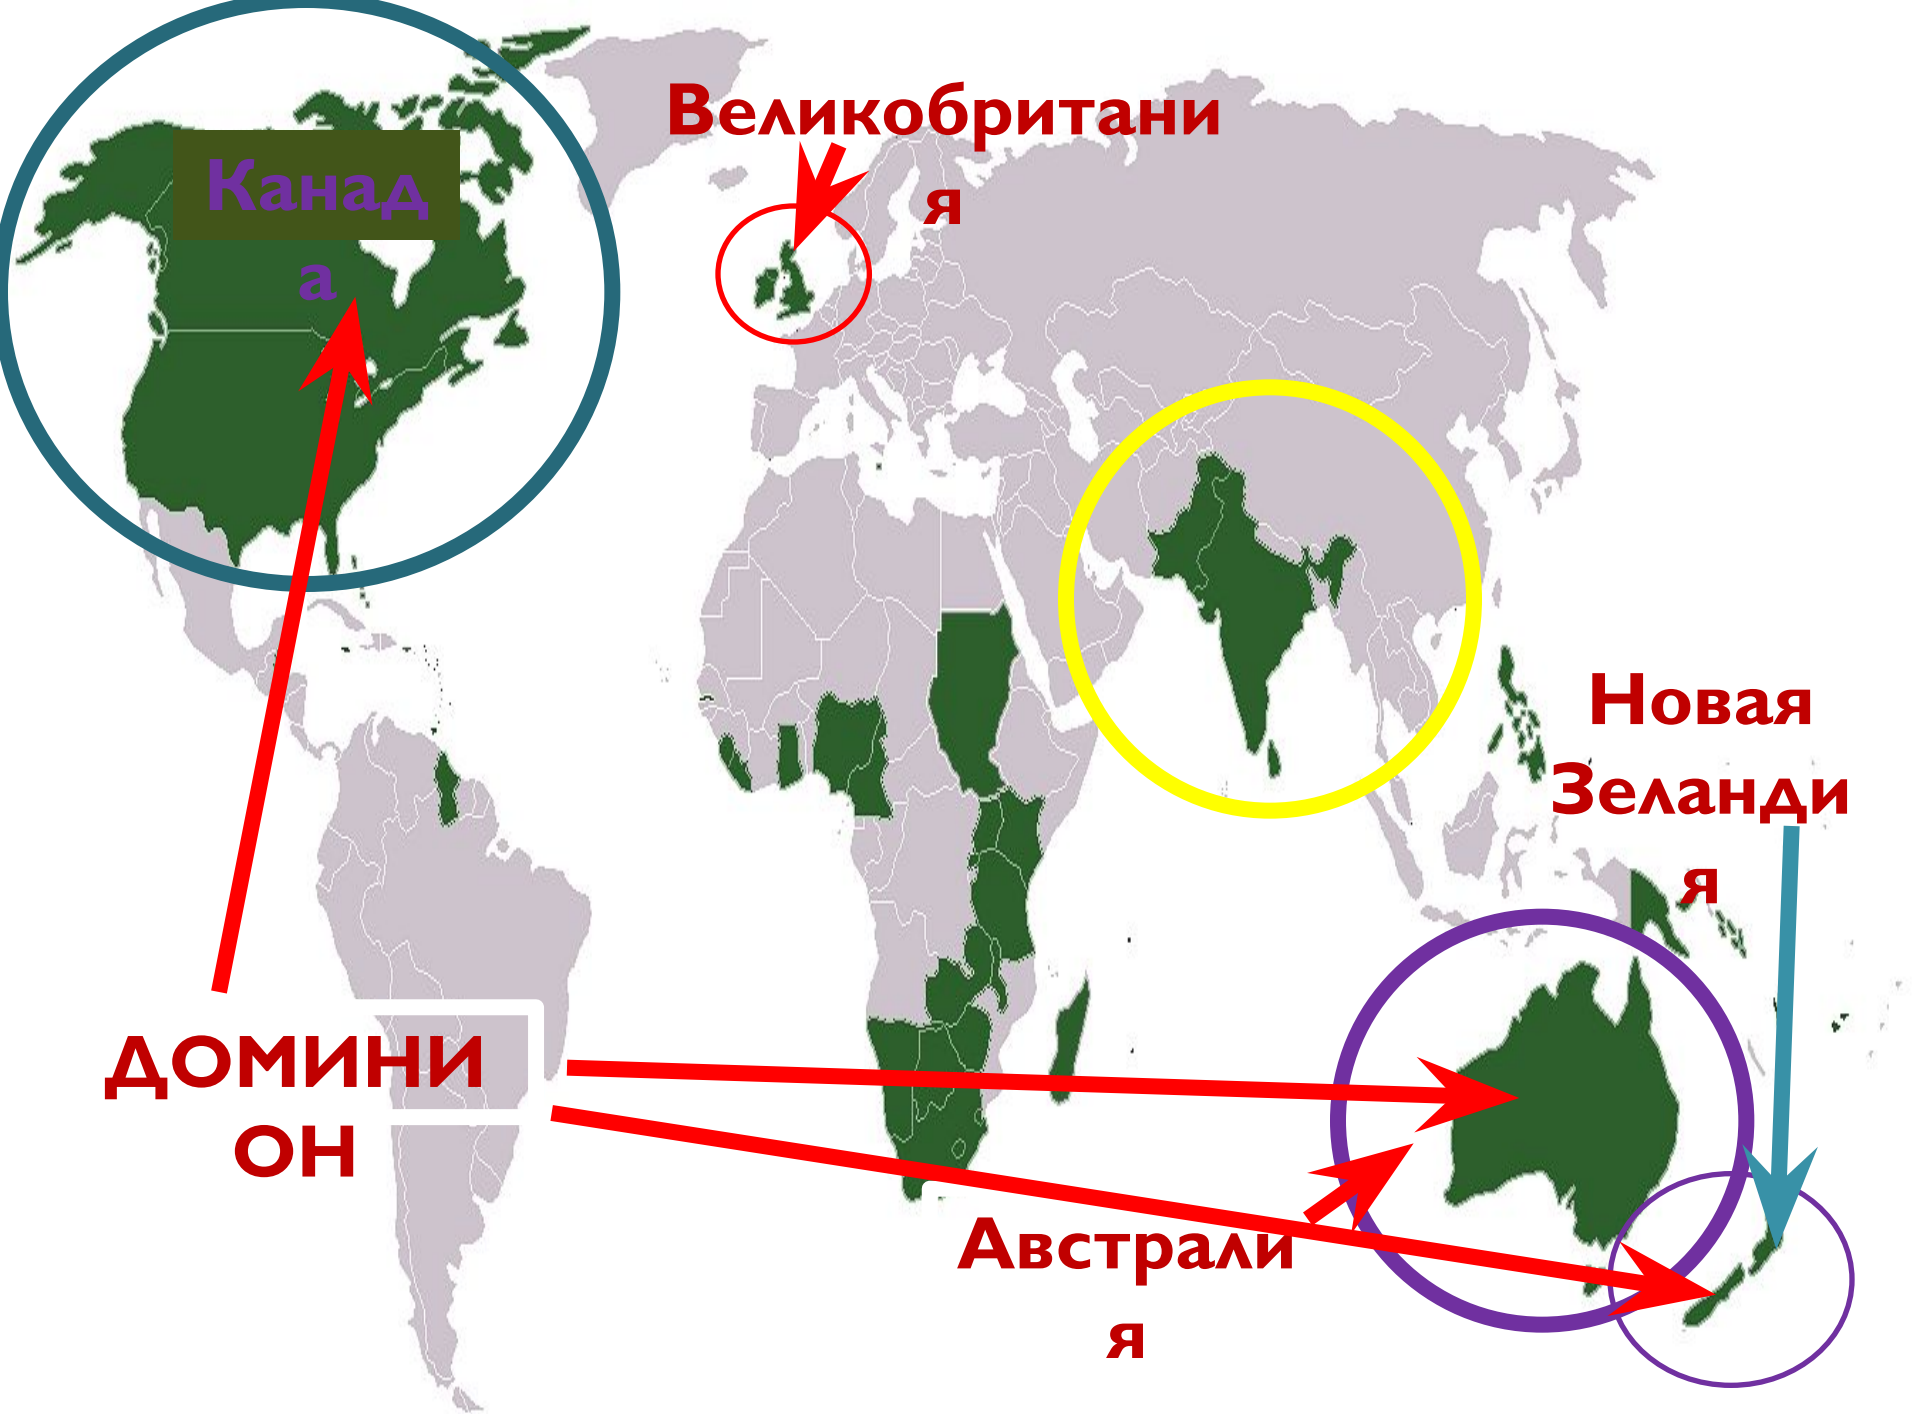 Великобритани
я
Канад
а
Новая
Зеланди
я
ДОМИНИ
ОН
Австрали
я